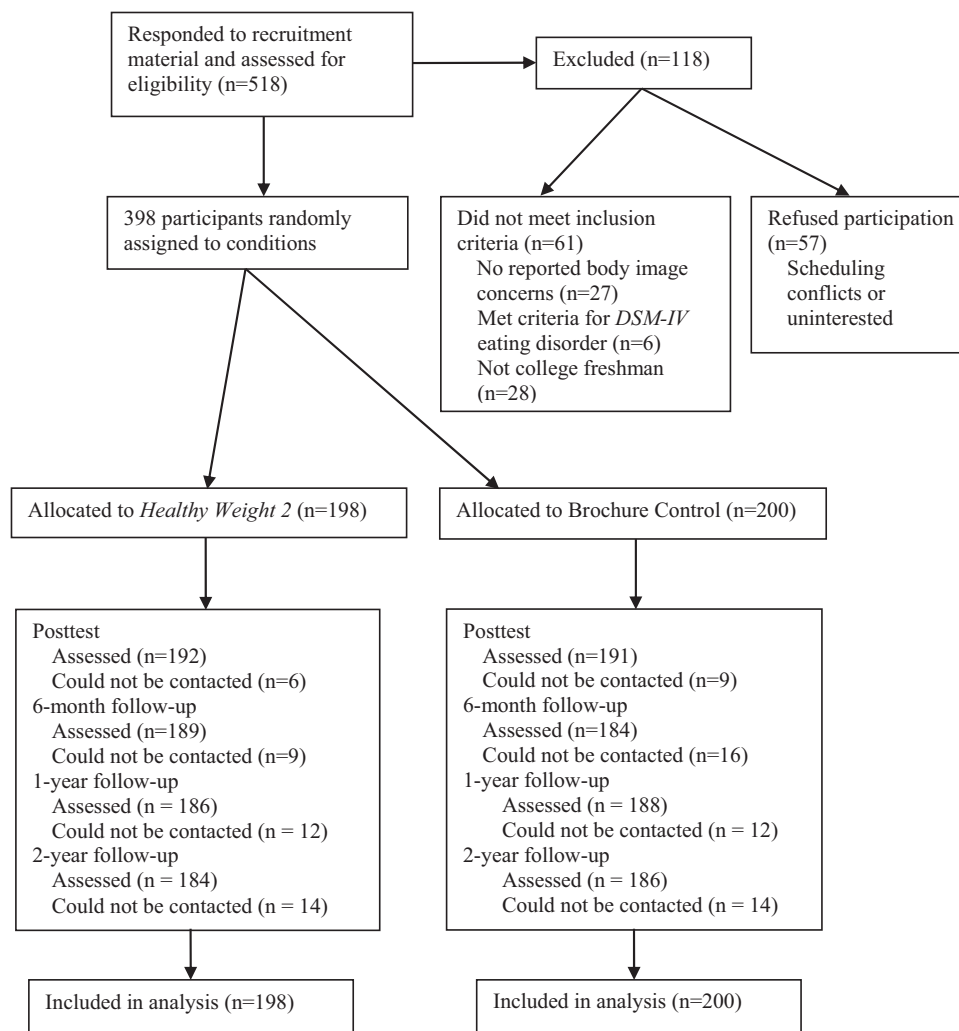 Responded to recruitment
material and assessed for
eligibility (n=518)
Excluded (n=118)
398 participants randomly
assigned to conditions
Did not meet inclusion
criteria (n=61)
No reported body image
concerns (n=27)
Met criteria for DSM-IV
eating disorder (n=6)
Not college freshman
(n=28)
Refused participation
(n=57)
Scheduling
conflicts or
uninterested
Allocated to Healthy Weight 2 (n=198)
Allocated to Brochure Control (n=200)
Posttest
Assessed (n=192)
Could not be contacted (n=6)
6-month follow-up
Assessed (n=189)
Could not be contacted (n=9)
1-year follow-up
Assessed (n = 186)
Could not be contacted (n = 12)
2-year follow-up
Assessed (n = 184)
Could not be contacted (n = 14)
Posttest
Assessed (n=191)
Could not be contacted (n=9)
6-month follow-up
Assessed (n=184)
Could not be contacted (n=16)
1-year follow-up
Assessed (n = 188)
Could not be contacted (n = 12)
2-year follow-up
Assessed (n = 186)
Could not be contacted (n = 14)
Included in analysis (n=198)
Included in analysis (n=200)